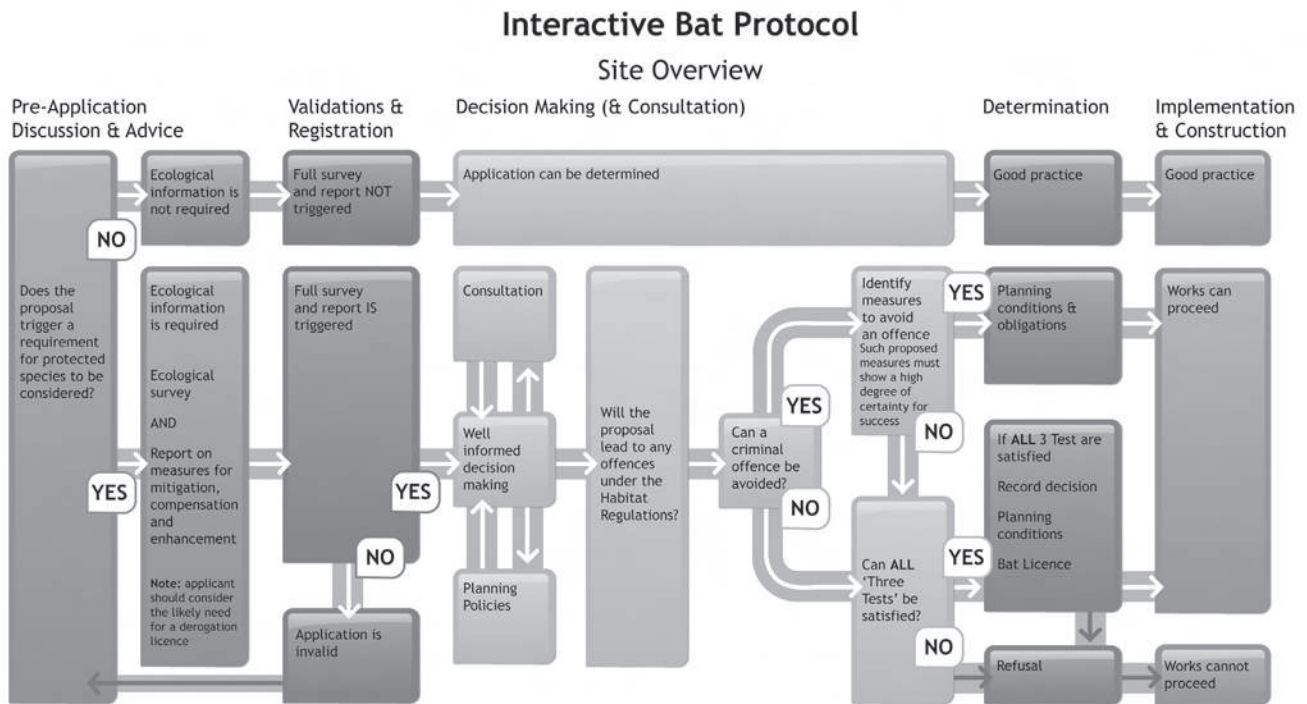 Interactive Bat Protocol
Site Overview
Pre-Application
Discussion & Advice
Validations &
Registration
Decision Making (& Consultation)
Determination
Implementation
& Construction
Does the
proposal
trigger a
requirement
for protected
species to be
considered?
NO
YES
Ecological
information is
not required
Full survey
and report NOT
triggered
Application can be determined
Good practice
Good practice
Ecological
information
is required
Ecological
survey
AND
Report on
measures for
mitigation,
compensation
and
enhancement
Note: applicant
should consider
the likely need
for a derogation
licence
Full survey
and report IS
triggered
YES
NO
Application is
invalid
Consultation
Well
informed
decision
making
Planning
Policies
Will the
proposal
lead to any
offences
under the
Habitat
Regulations?
Can a
criminal
offence be
avoided?
YES
NO
Identify
measures
to avoid
an offence
Such proposed
measures must
show a high
degree of
certainty for
success
YES
NO
Can ALL
‘Three
Tests’ be
satisfied?
YES
NO
Planning
conditions &
obligations
If ALL 3 Test are
satisfied
Record decision
Planning
conditions
Bat Licence
Refusal
Works can
proceed
Works cannot
proceed